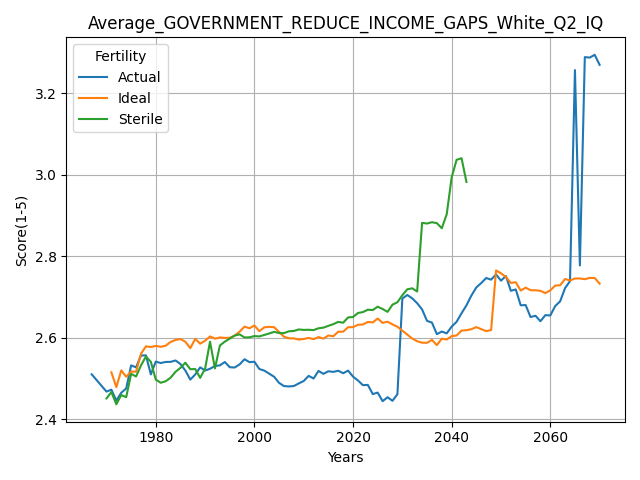 Average_GOVERNMENT_REDUCE_INCOME_GAPS_White_Q2_IQ
Fertility
Actual
Ideal
Sterile
Score(1-5)
3.2
3.0
2.8
2.6
2.4
1980
2000
2020
2040
2060
Years